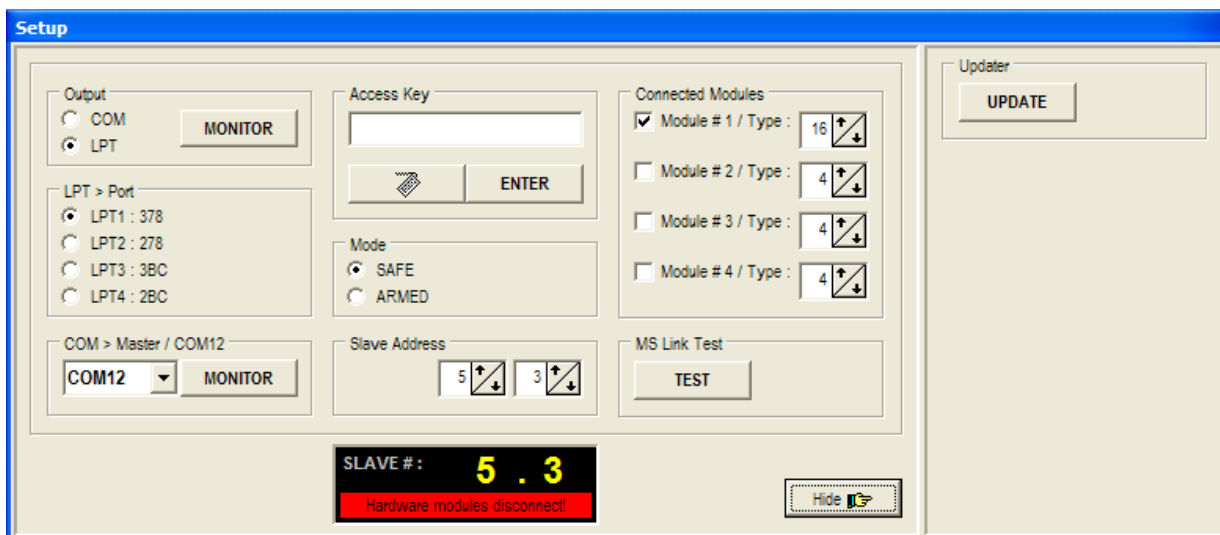 Setup
Output
COM
LPT
MONITOR
LPT > Port
LPT1 : 378
LPT2 : 278
LPT3 : 3BC
LPT4 : 2BC
COM > Master / COM12
COM12
MONITOR
Access Key
ENTER
Mode
SAFE
ARMED
Slave Address
5
3
Connected Modules
Module # 1 / Type : 16
Module # 2 / Type : 4
Module # 3 / Type : 4
Module # 4 / Type : 4
MS Link Test
TEST
SLAVE # : 5 . 3
Hardware modules disconnect!
Hide
Updater
UPDATE